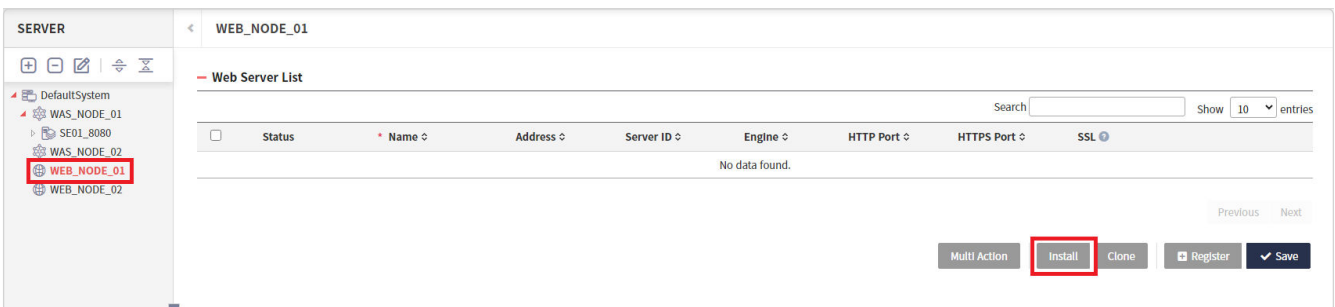 SERVER
WEB_NODE_01
DefaultSystem
WAS_NODE_01
SE01_8080
WAS_NODE_02
WEB_NODE_01
WEB_NODE_02
Web Server List
Search Show 10 entries
Status * Name Address Server ID Engine HTTP Port HTTPS Port SSL ?
No data found.
Previous Next
Multi Action Install Clone Register Save